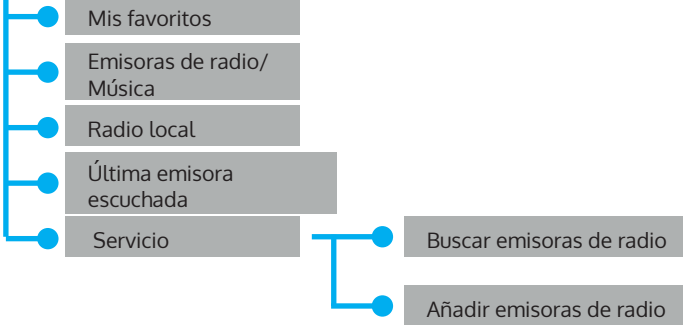 Mis favoritos
Emisoras de radio/
Música
Radio local
Última emisora
escuchada
Servicio
Buscar emisoras de radio
Añadir emisoras de radio